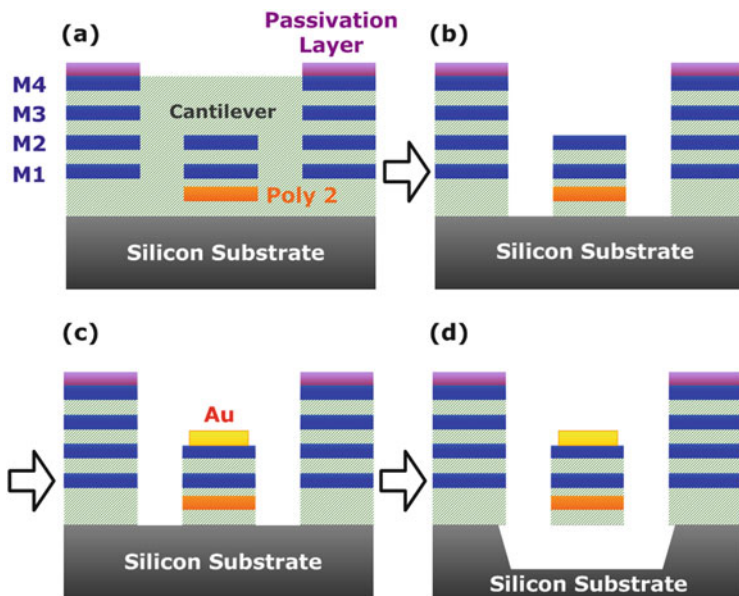 (a)
Passivation
Layer
(b)
M4
M3
M2
M1
Cantilever
Poly 2
Silicon Substrate
Silicon Substrate
(c)
(d)
Au
Silicon Substrate
Silicon Substrate